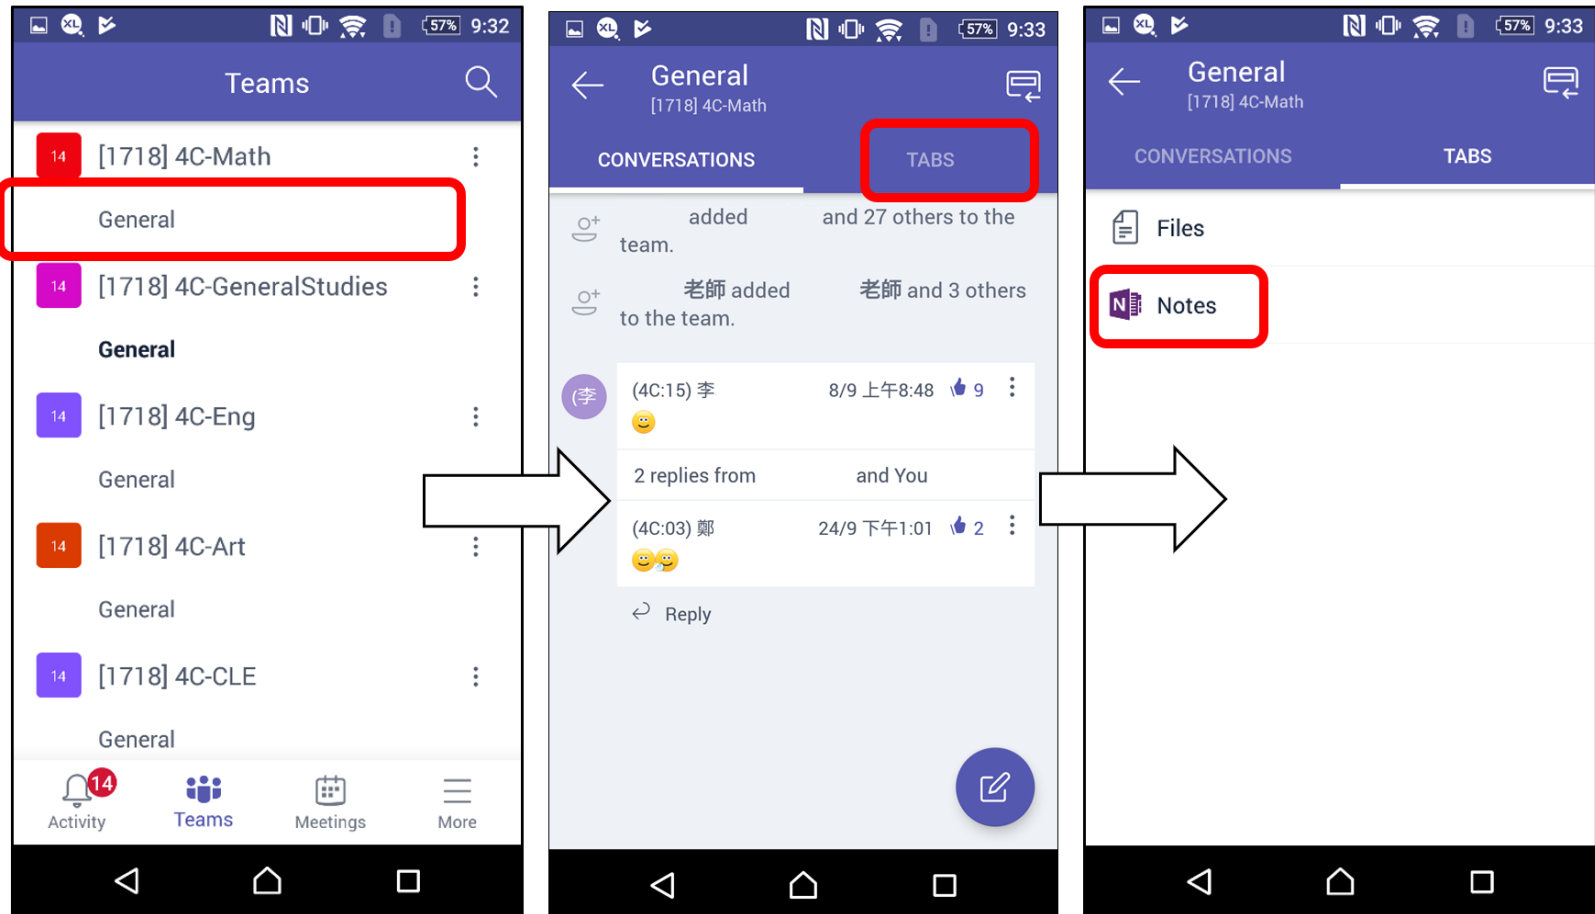 XL 57% 9:32
Teams
14 [1718] 4C-Math
General
14 [1718] 4C-GeneralStudies
General
14 [1718] 4C-Eng
General
14 [1718] 4C-Art
General
14 [1718] 4C-CLE
General
14
Activity Teams Meetings More
XL 57% 9:33
General
[1718] 4C-Math
CONVERSATIONS TABS
added and 27 others to the
team.
老師 added 老師 and 3 others
to the team.
(李 (4C:15) 李 8/9 上午8:48 9
2 replies from and You
(4C:03) 鄭 24/9 下午1:01 2
Reply
XL 57% 9:33
General
[1718] 4C-Math
CONVERSATIONS TABS
Files
N Notes